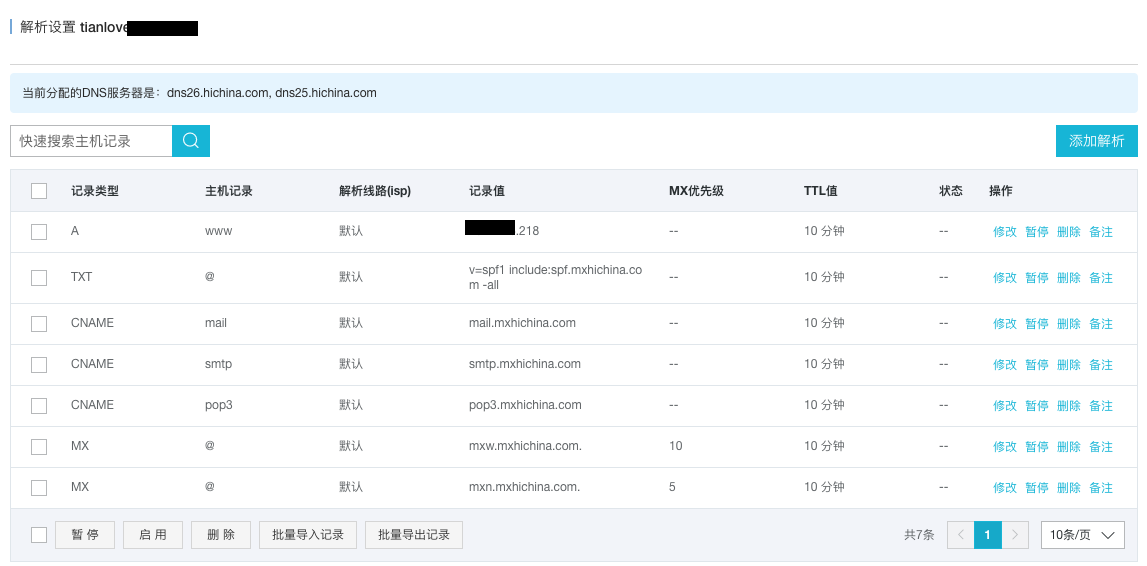 解析设置 tianlove
当前分配的DNS服务器是：dns26.hichina.com, dns25.hichina.com
快速搜索主机记录 添加解析
记录类型 主机记录 解析线路(isp) 记录值 MX优先级 TTL值 状态 操作
A www 默认 .218 -- 10 分钟 -- 修改 暂停 删除 备注
TXT @ 默认 v=spf1 include:spf.mxhichina.co -- 10 分钟 -- 修改 暂停 删除 备注
m -all
CNAME mail 默认 mail.mxhichina.com -- 10 分钟 -- 修改 暂停 删除 备注
CNAME smtp 默认 smtp.mxhichina.com -- 10 分钟 -- 修改 暂停 删除 备注
CNAME pop3 默认 pop3.mxhichina.com -- 10 分钟 -- 修改 暂停 删除 备注
MX @ 默认 mxw.mxhichina.com. 10 10 分钟 -- 修改 暂停 删除 备注
MX @ 默认 mxn.mxhichina.com. 5 10 分钟 -- 修改 暂停 删除 备注
暂 停 启 用 删 除 批量导入记录 批量导出记录 共7条 1 10条/页